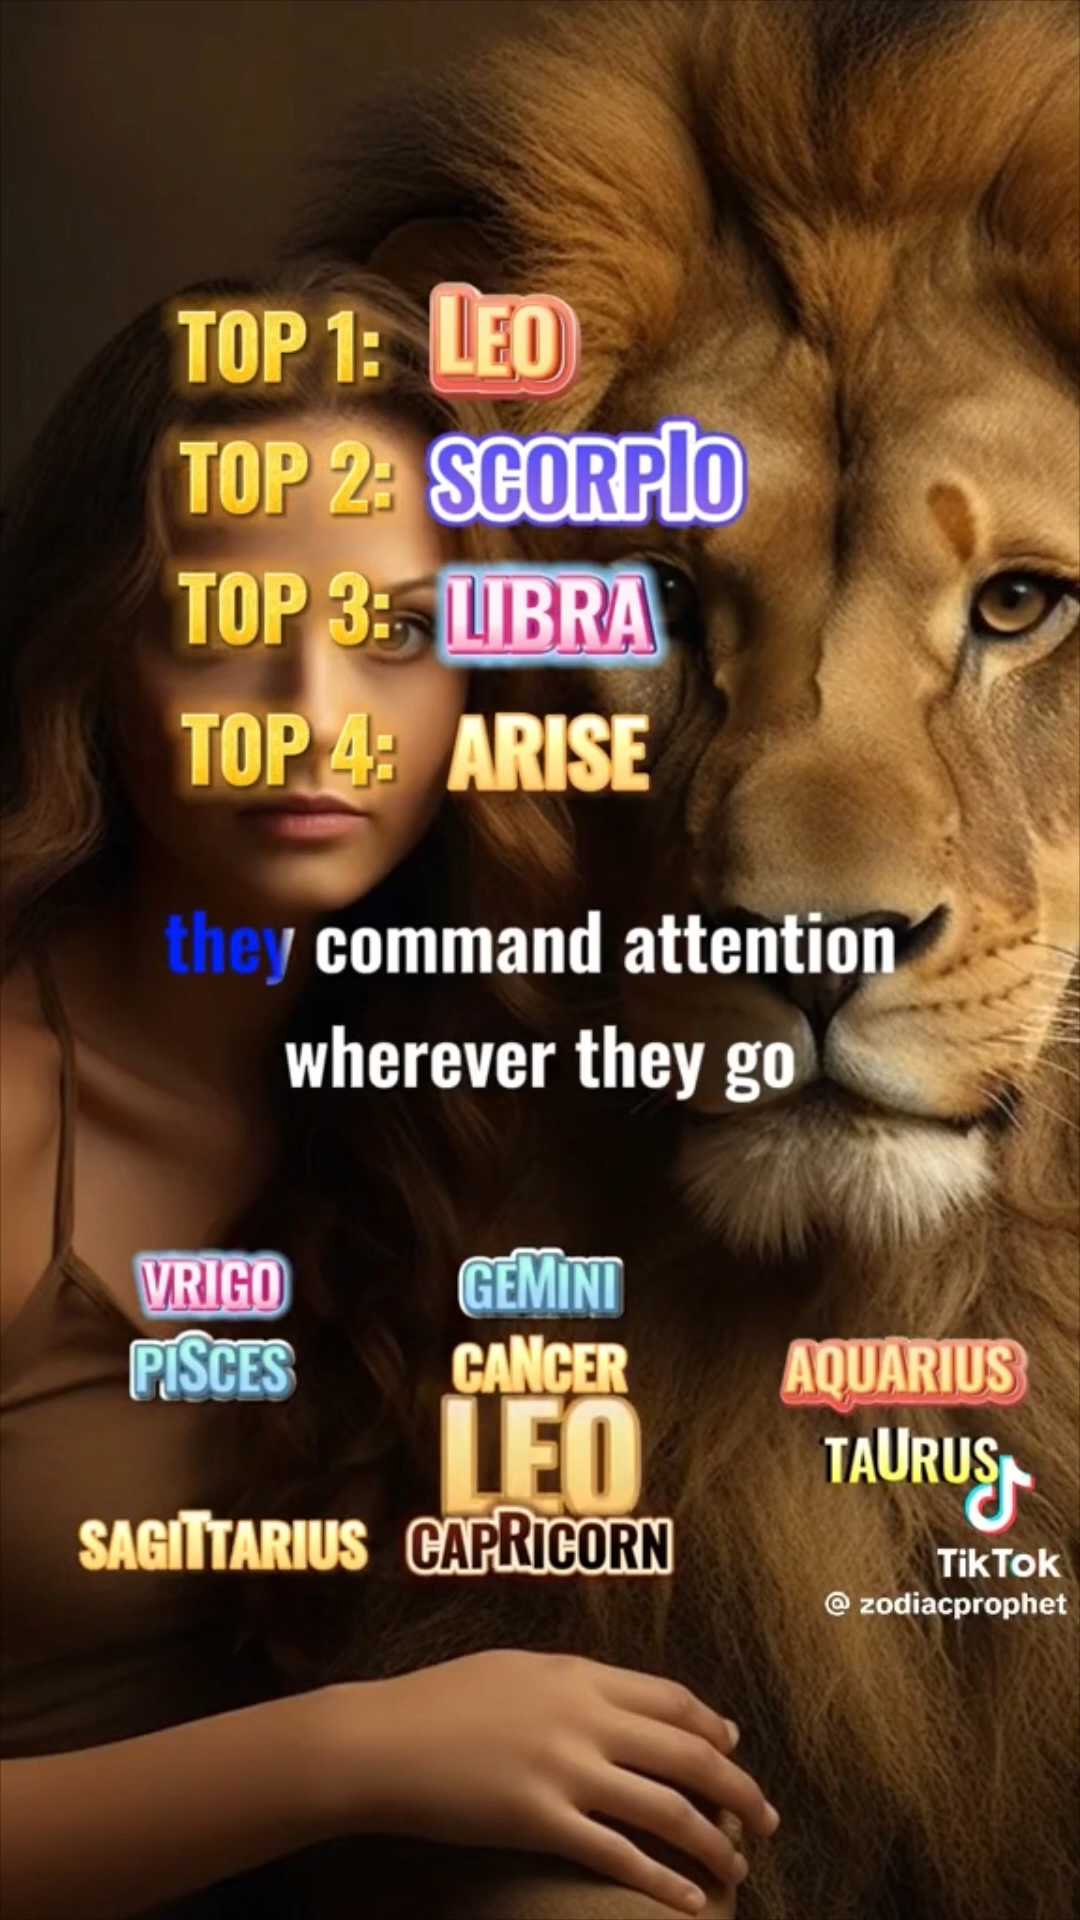 TOP 1: LEO
TOP 2: SCORPIO
TOP 3: LIBRA
TOP 4: ARISE
they command attention
wherever they go
VRIGO GEMINI
PISCES CANCER AQUARIUS
LEO
TAURUS
SAGITTARIUS CAPRICORN
TikTok
@ zodiacprophet